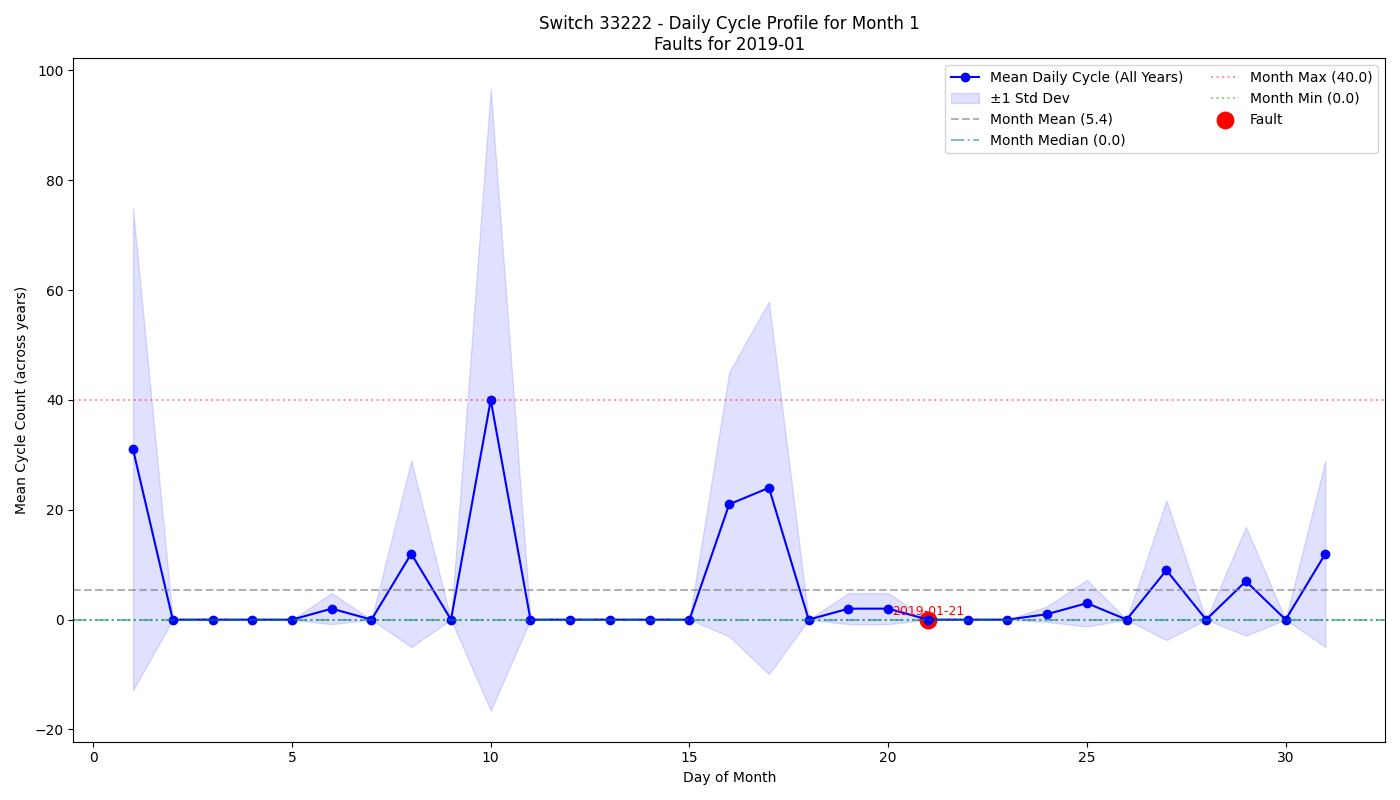 Switch 33222 - Daily Cycle Profile for Month 1
Faults for 2019-01
Mean Daily Cycle (All Years)
±1 Std Dev
Month Mean (5.4)
Month Median (0.0)
Month Max (40.0)
Month Min (0.0)
Fault
Mean Cycle Count (across years)
100
80
60
40
20
0
−20
2019-01-21
0
5
10
15
20
25
30
Day of Month